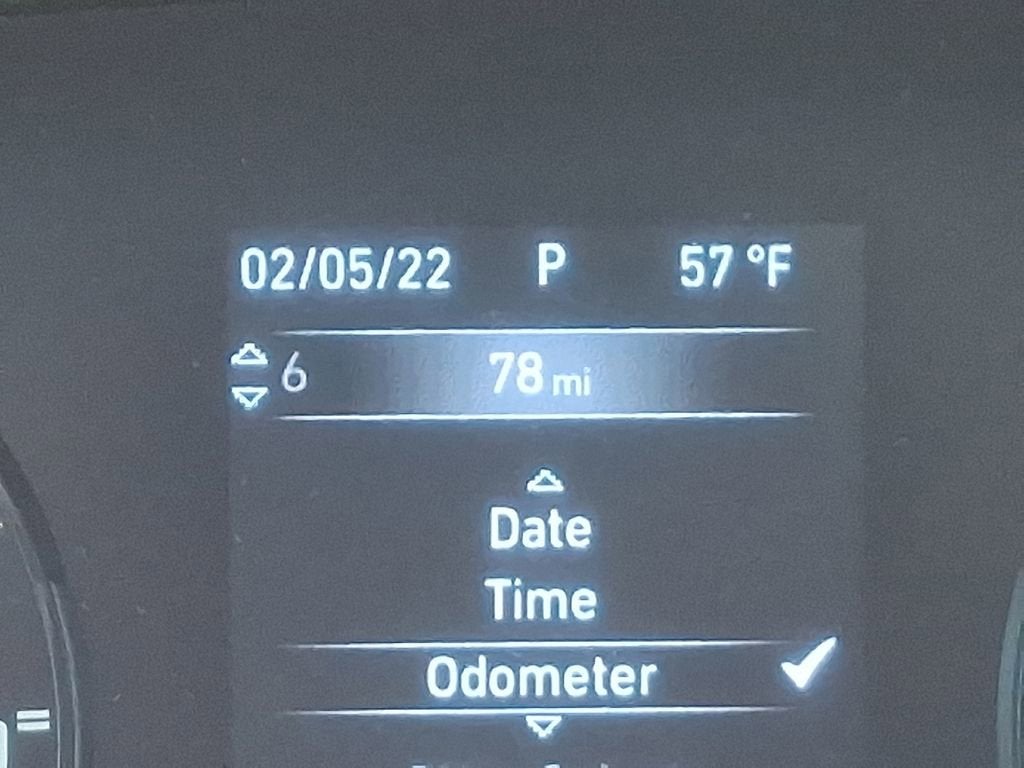 02/05/22 P 57 °F
6 78 mi
Date
Time
Odometer